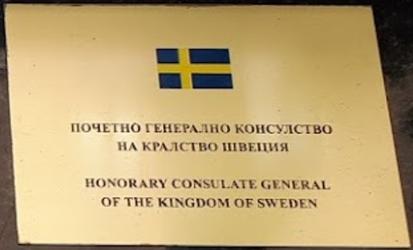 ПОЧЕТНО ГЕНЕРАЛНО КОНСУЛСТВО
НА КРАЛСТВО ШВЕЦИЯ
HONORARY CONSULATE GENERAL
OF THE KINGDOM OF SWEDEN